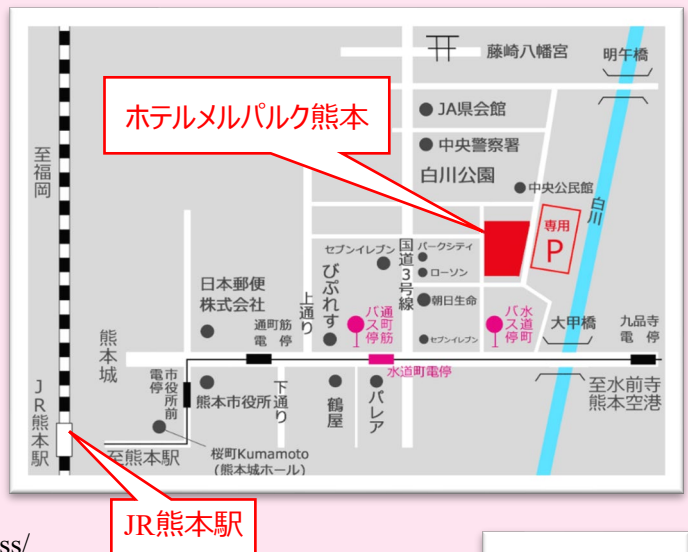 藤崎八幡宮
明午橋
ホテルメルパルク熊本
JA県会館
中央警察署
白川公園
中央公民館
白川
至福岡
専用
P
セブンイレブン
国道3号線
パークシティ
ローソン
びぷれす
日本郵便
株式会社
上通り
朝日生命
通町筋
バス停
水道町
バス停
大甲橋
九品寺
電停
通町筋
電停
セブンイレブン
熊本城
水道町電停
市役所前
電停
熊本市役所
下通り
鶴屋
パレア
至水前寺
熊本空港
JR熊本駅
至熊本駅
桜町Kumamoto
(熊本城ホール)
JR熊本駅
ss/